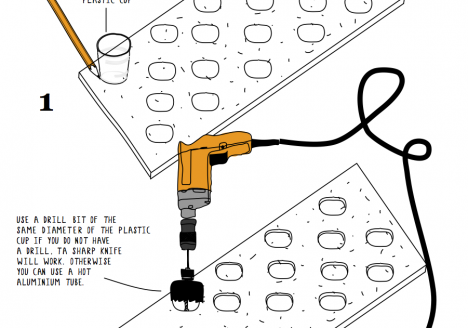 PLASTIC CUP
1
USE A DRILL BIT OF THE
SAME DIAMETER OF THE PLASTIC
CUP IF YOU DO NOT HAVE
A DRILL, TA SHARP KNIFE
WILL WORK. OTHERWISE
YOU CAN USE A HOT
ALUMINIUM TUBE.